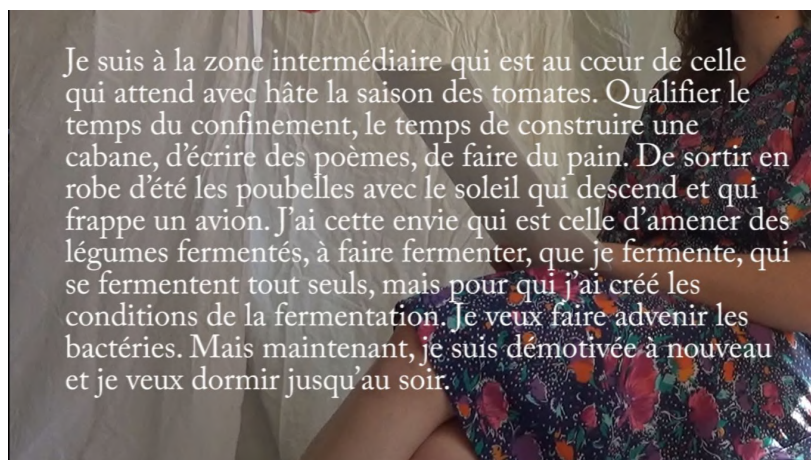 Je suis à la zone intermédiaire qui est au cœur de celle
qui attend avec hâte la saison des tomates. Qualifier le
temps du confinement, le temps de construire une
cabane, d’écrire des poèmes, de faire du pain. De sortir en
robe d’été les poubelles avec le soleil qui descend et qui
frappe un avion. J’ai cette envie qui est celle d’amener des
légumes fermentés, à faire fermenter, que je fermente, qui
se fermentent tout seuls, mais pour qui j’ai créé les
conditions de la fermentation. Je veux faire advenir les
bactéries. Mais maintenant, je suis démotivée à nouveau
et je veux dormir jusqu’au soir.